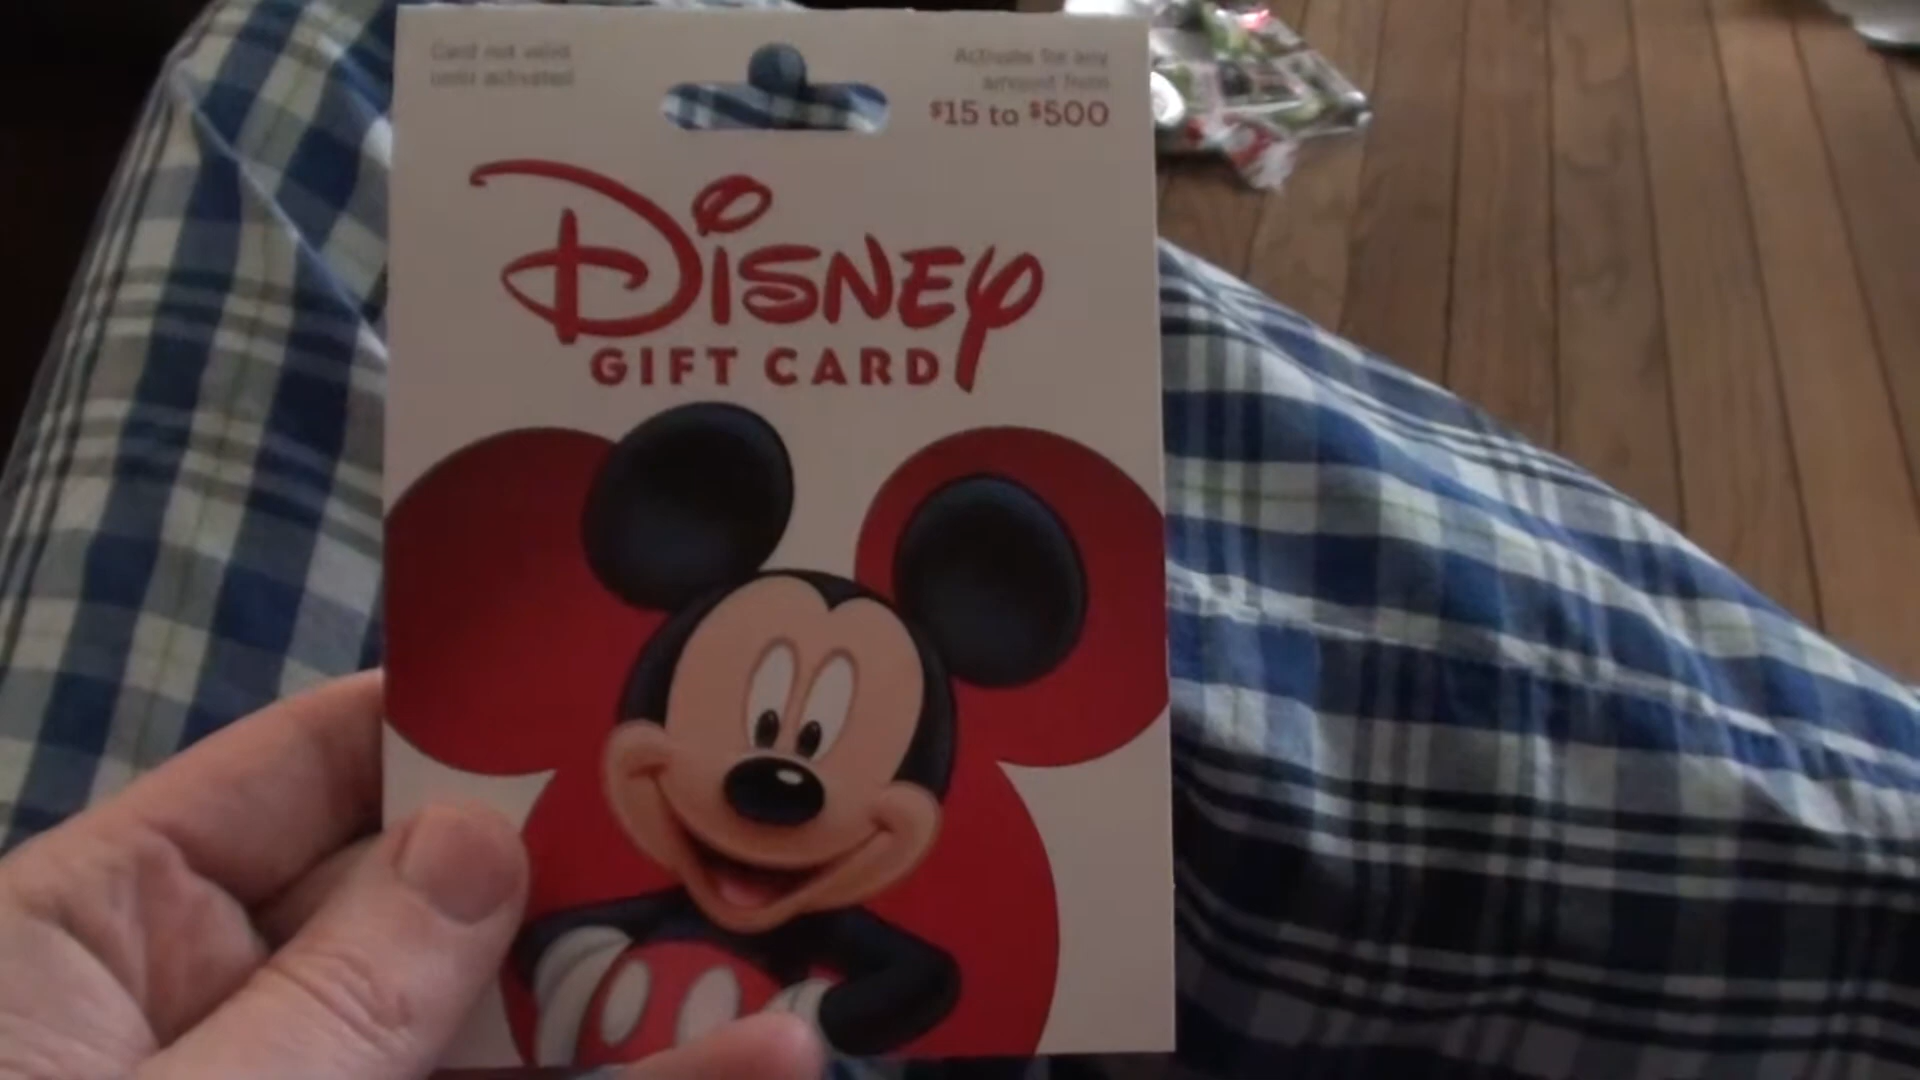 Card not valid
until activated
Activate for any
amount from
$15 to $500
Disney
GIFT CARD